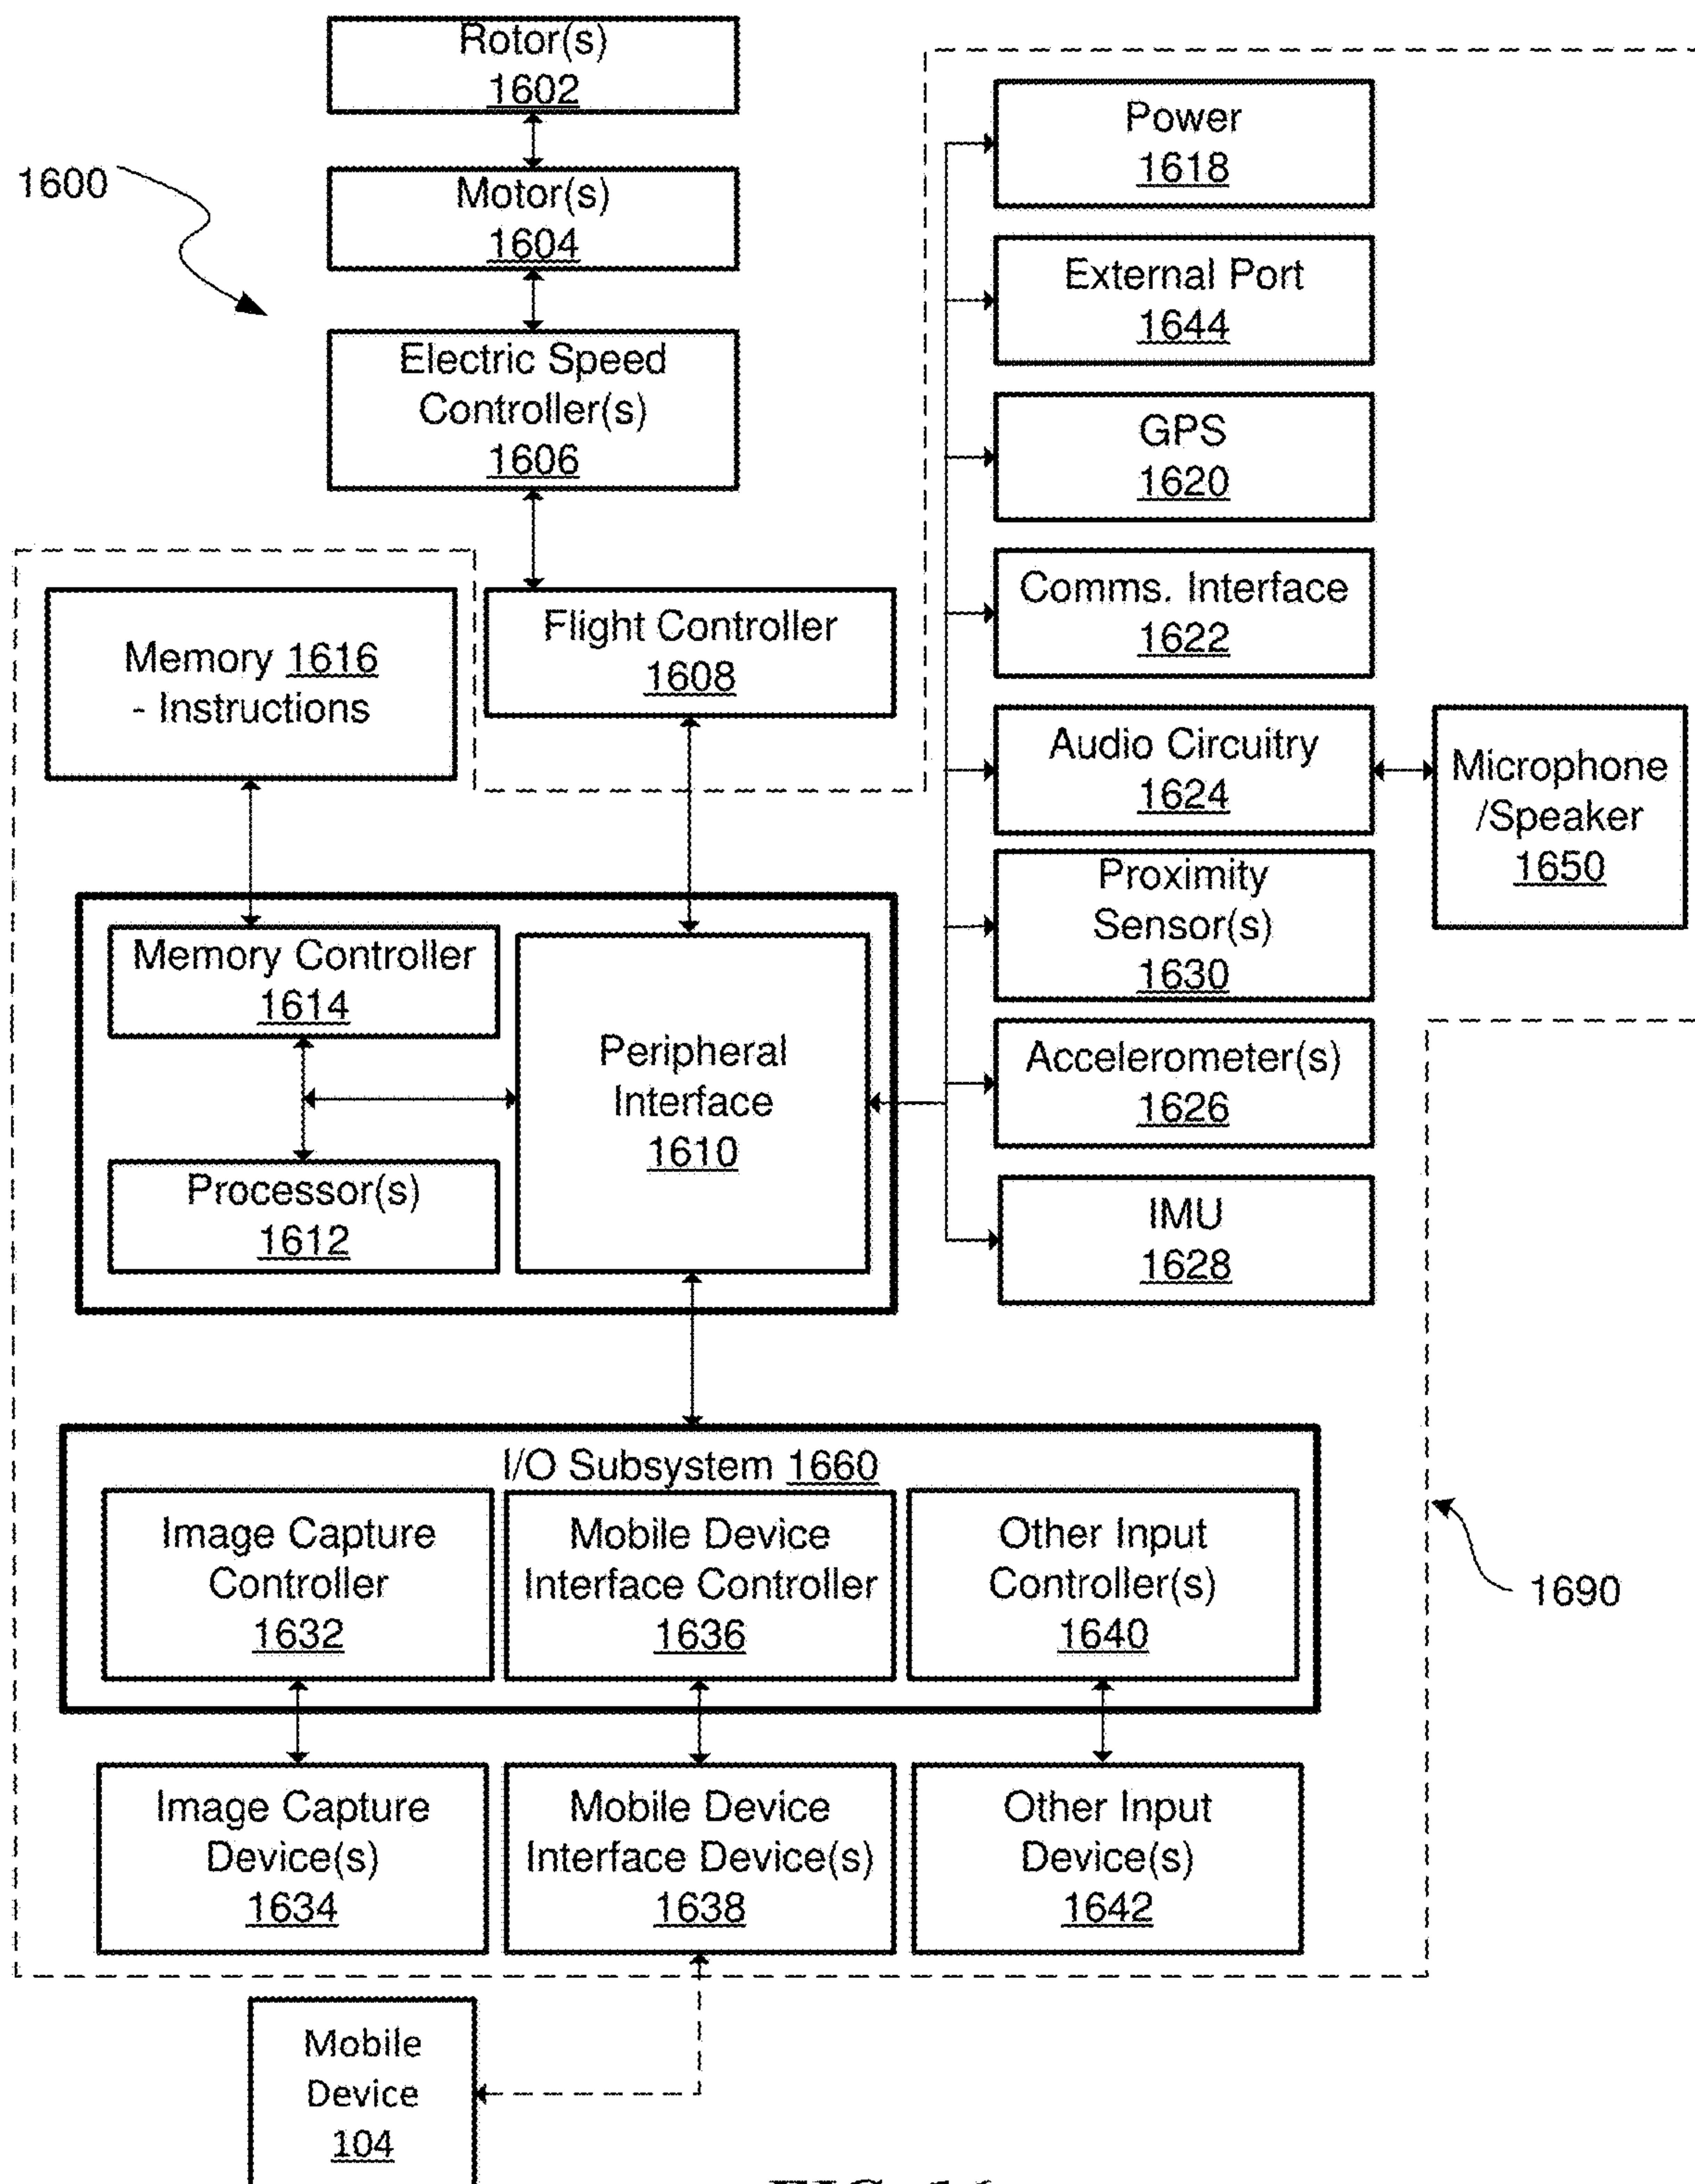 Rotor(s)
1602
1600
Motor(s)
1604
Electric Speed
Controller(s)
1606
Memory 1616
- Instructions
Flight Controller
1608
Memory Controller
1614
Processor(s)
1612
Peripheral
Interface
1610
Power
1618
External Port
1644
GPS
1620
Comms. Interface
1622
Audio Circuitry
1624
Microphone
/Speaker
1650
Proximity
Sensor(s)
1630
Accelerometer(s)
1626
IMU
1628
I/O Subsystem 1660
Image Capture
Controller
1632
Mobile Device
Interface Controller
1636
Other Input
Controller(s)
1640
1690
Image Capture
Device(s)
1634
Mobile Device
Interface Device(s)
1638
Other Input
Device(s)
1642
Mobile
Device
104